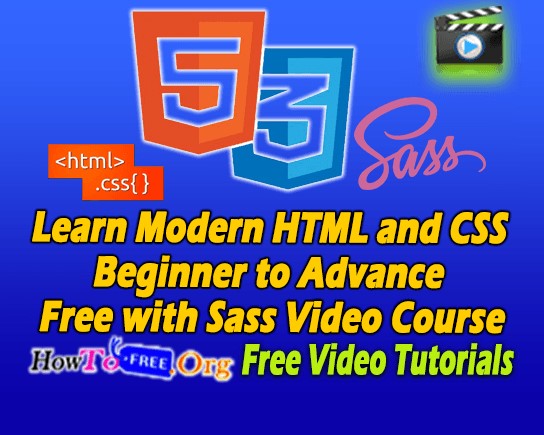 5
3
Sass
<html>
.css{ }
Learn Modern HTML and CSS
Beginner to Advance
Free with Sass Video Course
HowTo FREE.Org Free Video Tutorials